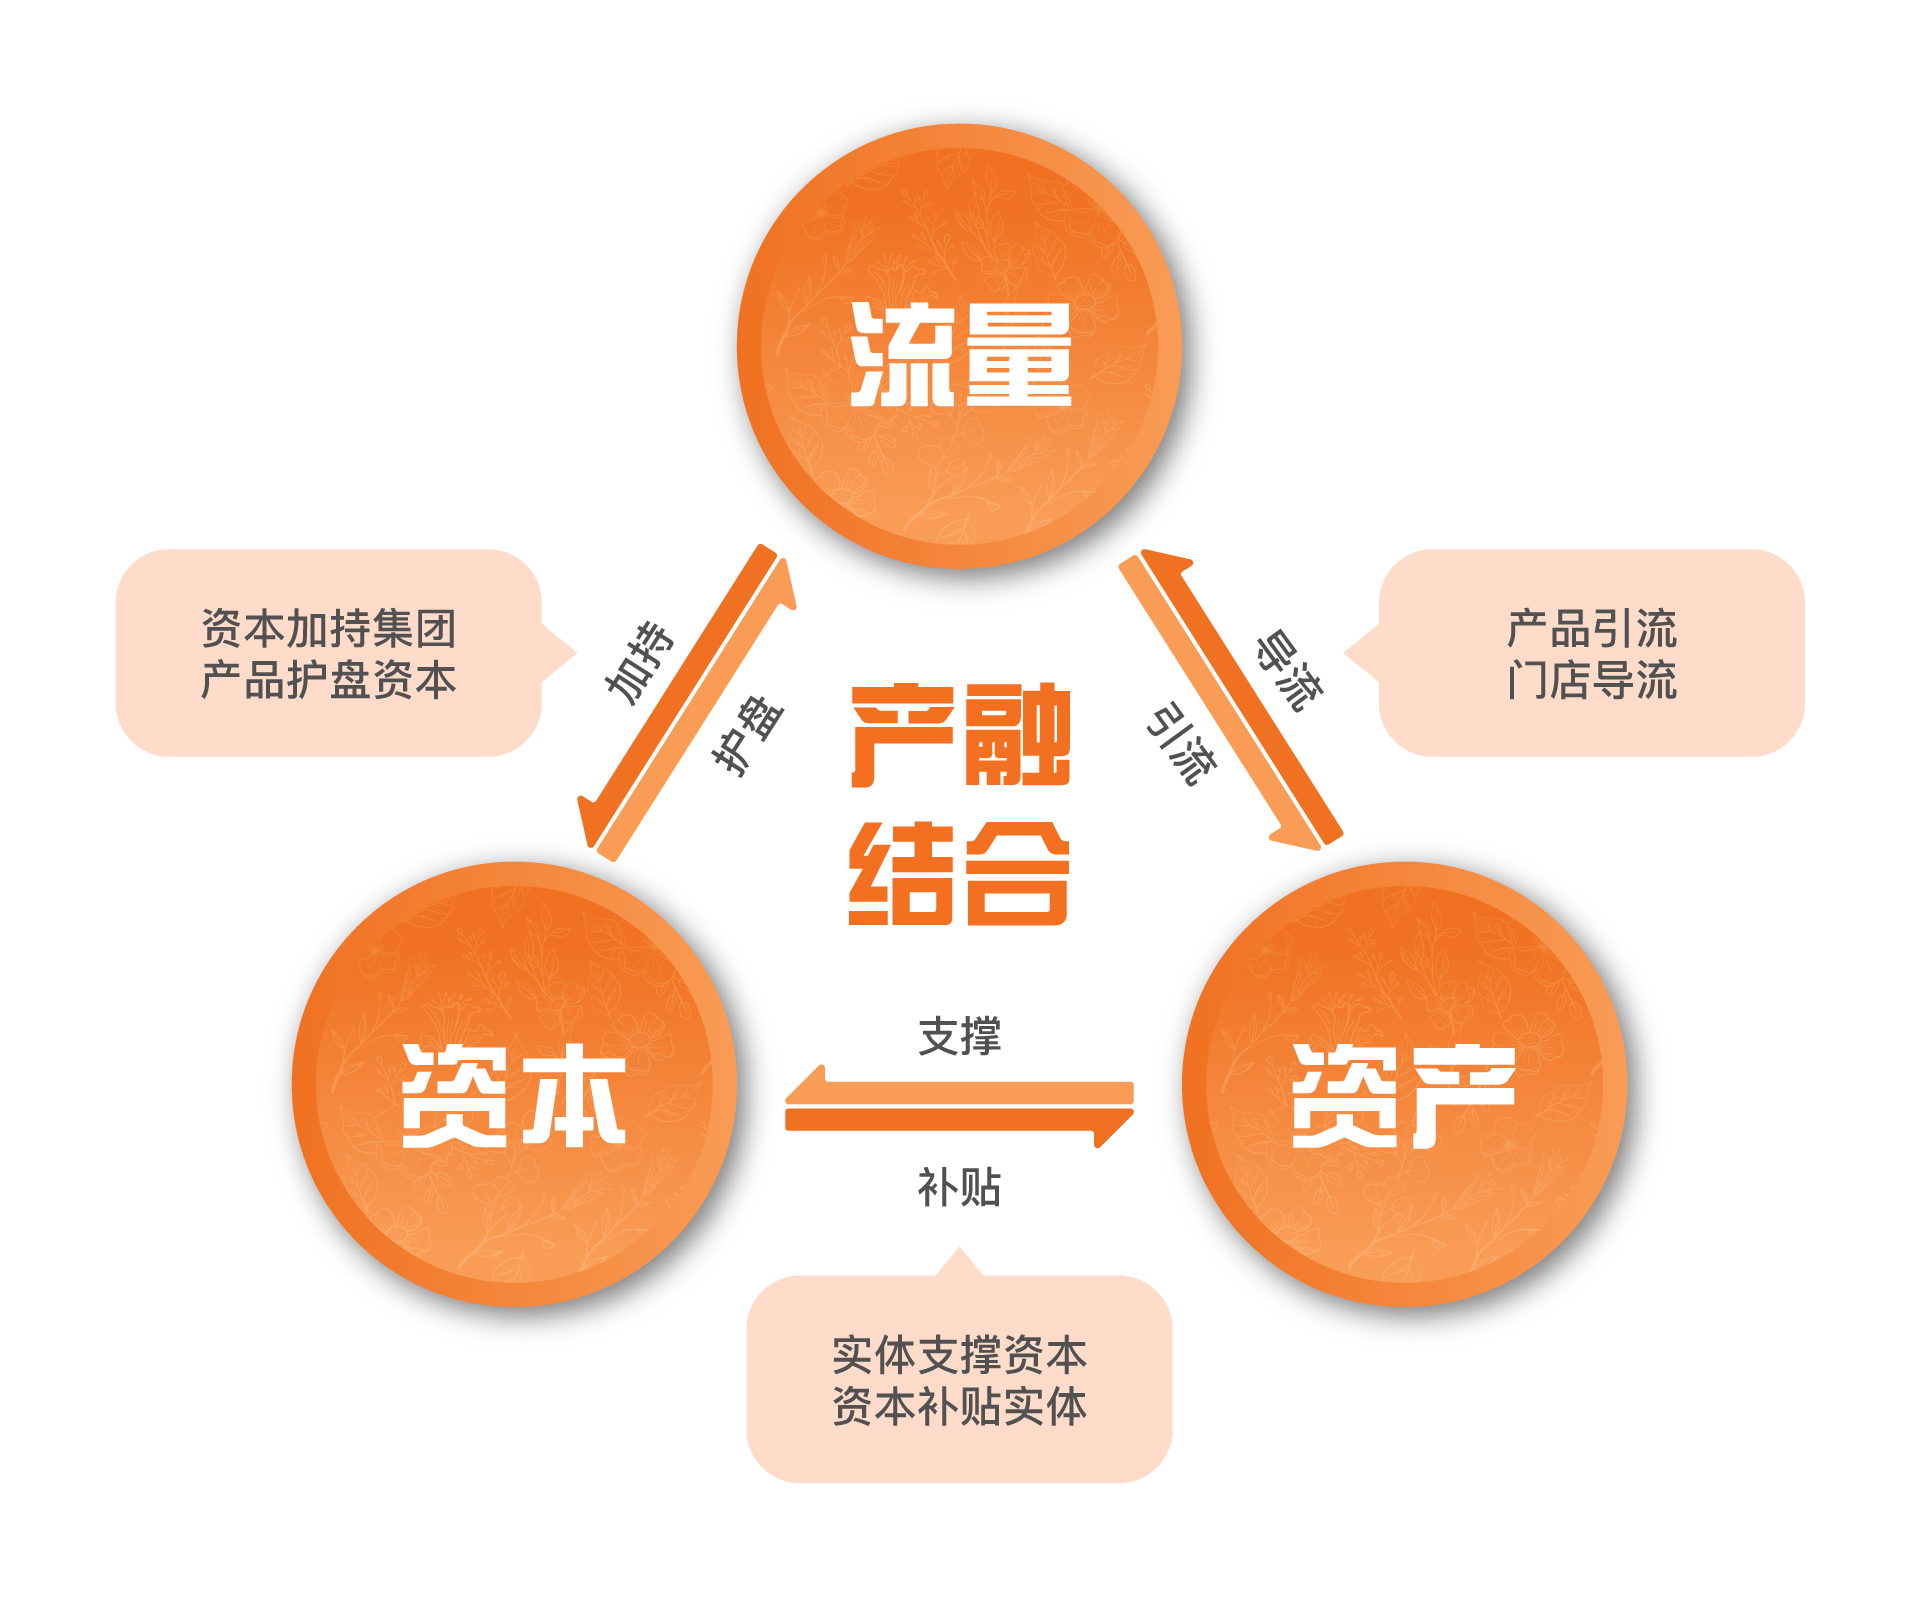 流量
资本加持集团
产品护盘资本
加持
护盘
产融
结合
导流
引流
产品引流
门店导流
资本
支撑
补贴
资产
实体支撑资本
资本补贴实体